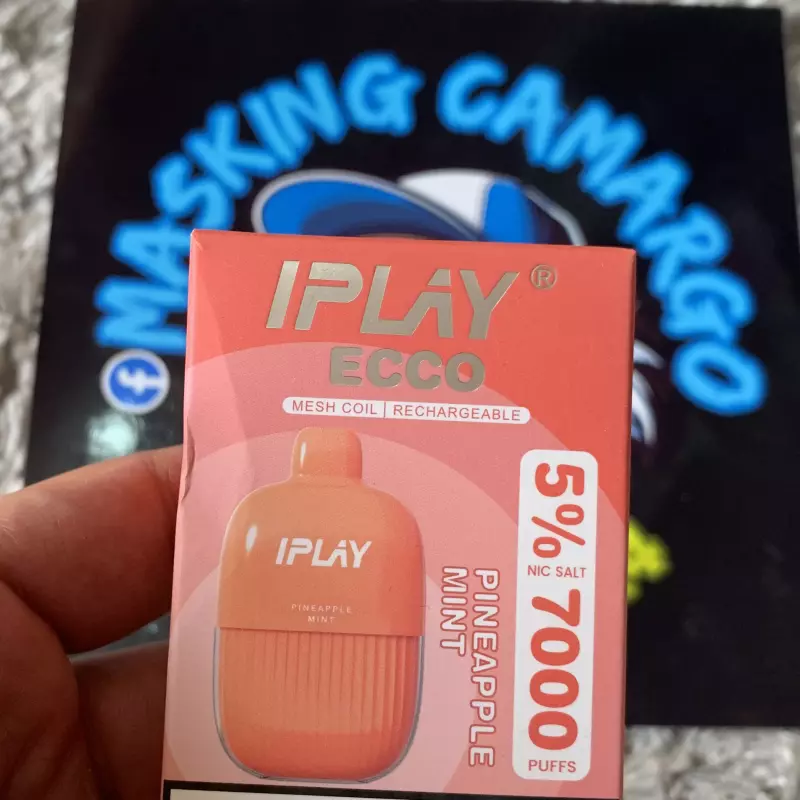 MASKING CAMARGO
f
IPLAY®
ECCO
MESH COIL | RECHARGEABLE
IPLAY
PINEAPPLE
MINT
PINEAPPLE
MINT
5%
NIC SALT
7000
PUFFS